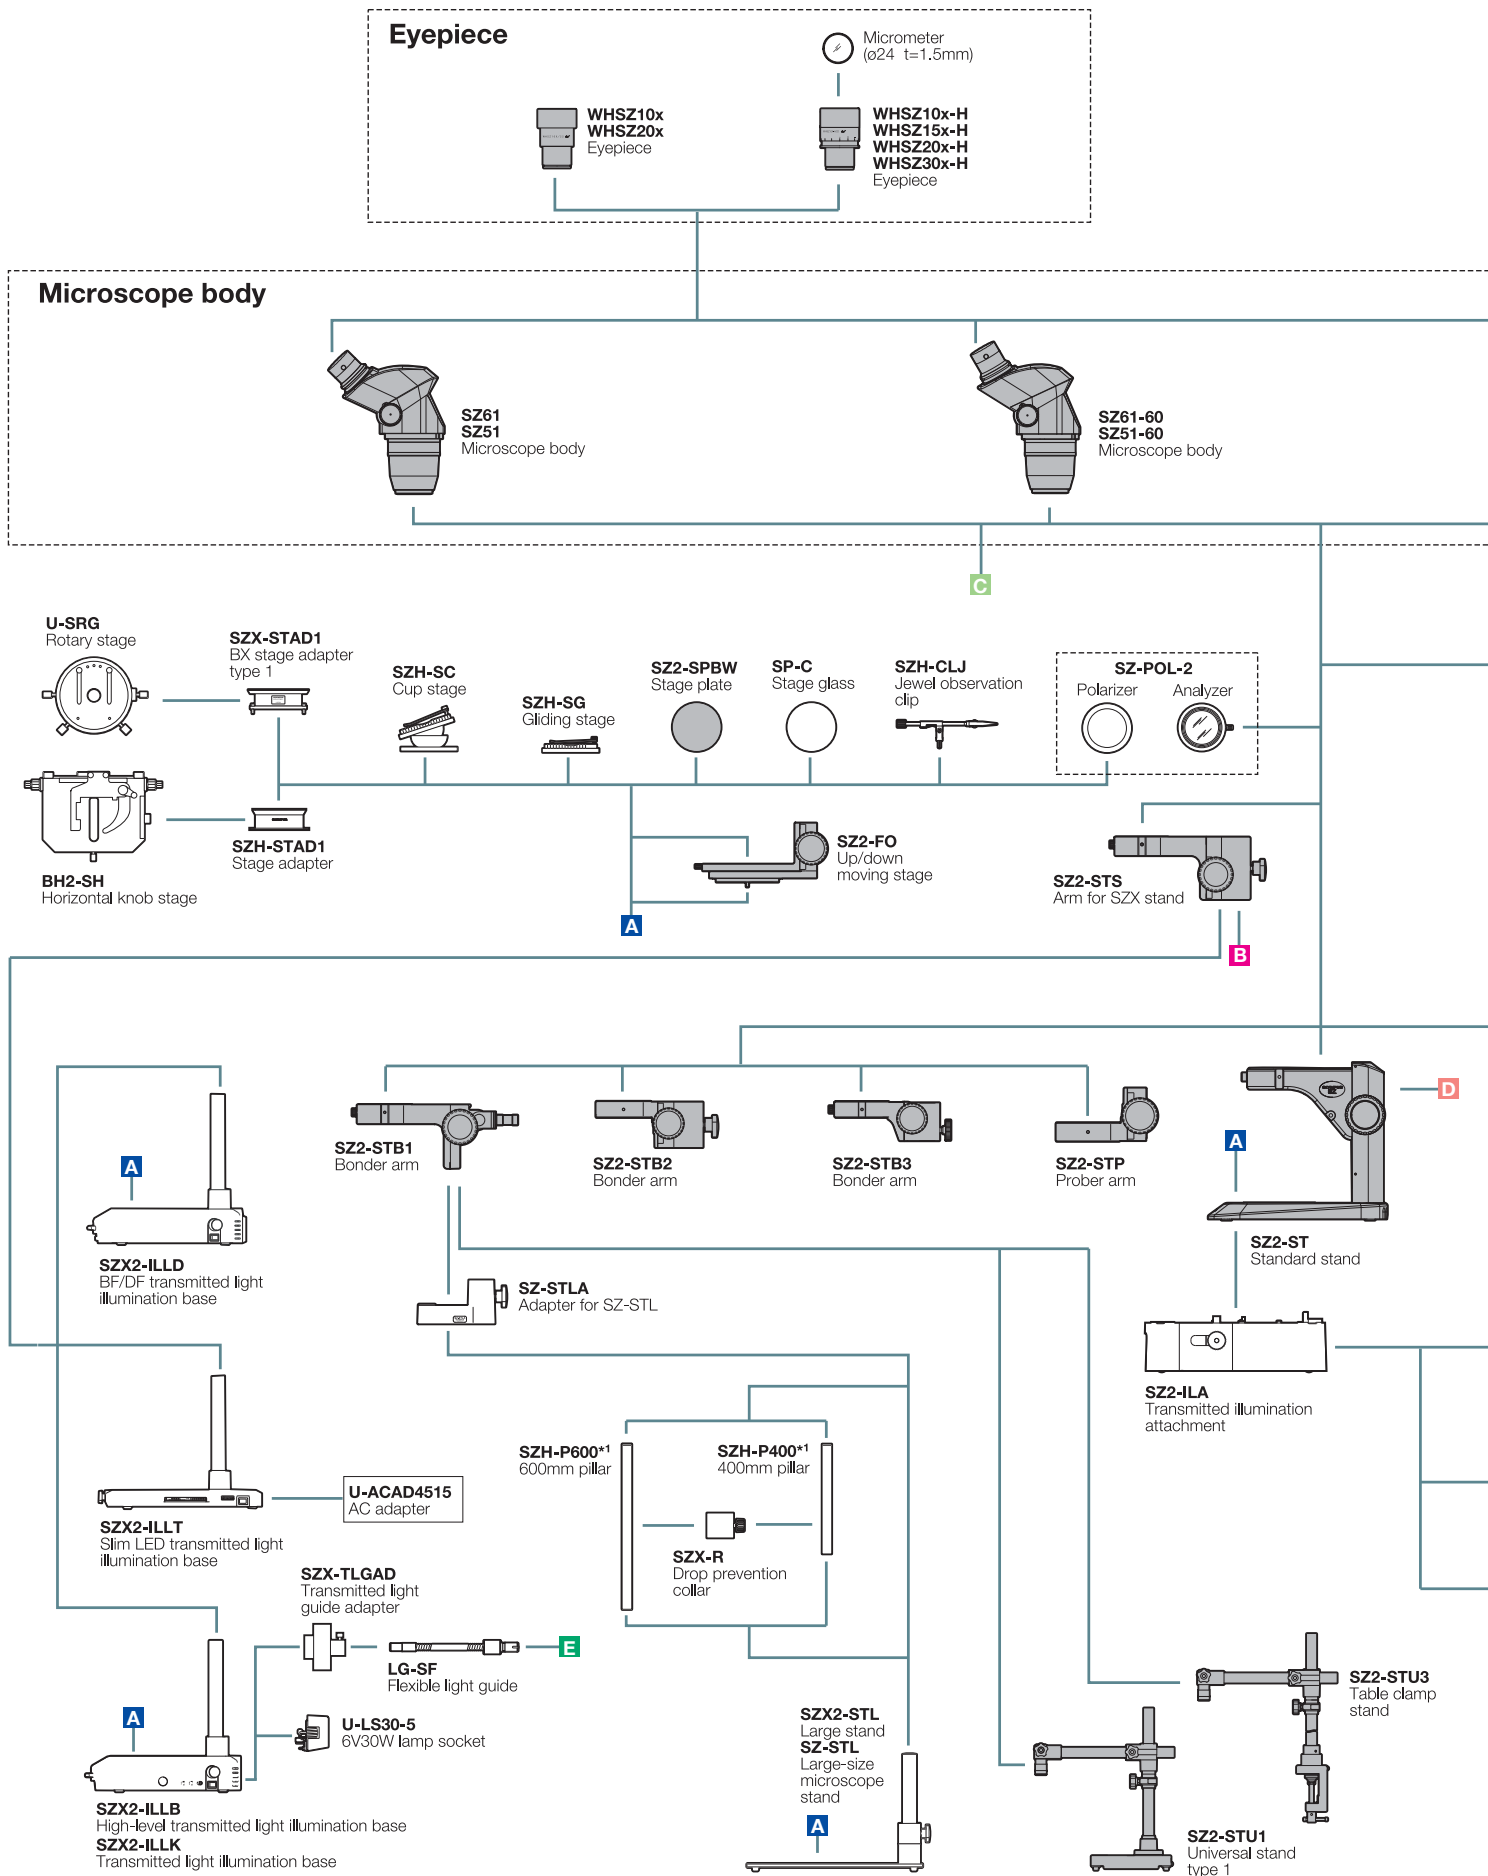 Eyepiece
Micrometer
(ø24 t=1.5mm)
WHSZ10x
WHSZ20x
Eyepiece
WHSZ10x-H
WHSZ15x-H
WHSZ20x-H
WHSZ30x-H
Eyepiece
Microscope body
SZ61
SZ51
Microscope body
SZ61-60
SZ51-60
Microscope body
C
U-SRG
Rotary stage
SZX-STAD1
BX stage adapter
type 1
SZH-SC
Cup stage
SZH-SG
Gliding stage
SZ2-SPBW
Stage plate
SP-C
Stage glass
SZH-CLJ
Jewel observation
clip
SZ-POL-2
Polarizer
Analyzer
BH2-SH
Horizontal knob stage
SZH-STAD1
Stage adapter
SZ2-FO
Up/down
moving stage
SZ2-STS
Arm for SZX stand
A
B
SZ2-STB1
Bonder arm
SZ2-STB2
Bonder arm
SZ2-STB3
Bonder arm
SZ2-STP
Prober arm
D
A
A
SZ2-ST
Standard stand
SZX2-ILLD
BF/DF transmitted light
illumination base
SZ-STLA
Adapter for SZ-STL
SZ2-ILA
Transmitted illumination
attachment
SZH-P600*1
600mm pillar
SZH-P400*1
400mm pillar
U-ACAD4515
AC adapter
SZX2-ILLT
Slim LED transmitted light
illumination base
SZX-R
Drop prevention
collar
SZX-TLGAD
Transmitted light
guide adapter
LG-SF
Flexible light guide
E
A
U-LS30-5
6V30W lamp socket
SZX2-ILLB
High-level transmitted light illumination base
SZX2-ILLK
Transmitted light illumination base
SZX2-STL
Large stand
SZ-STL
Large-size
microscope
stand
A
SZ2-STU3
Table clamp
stand
SZ2-STU1
Universal stand
type 1